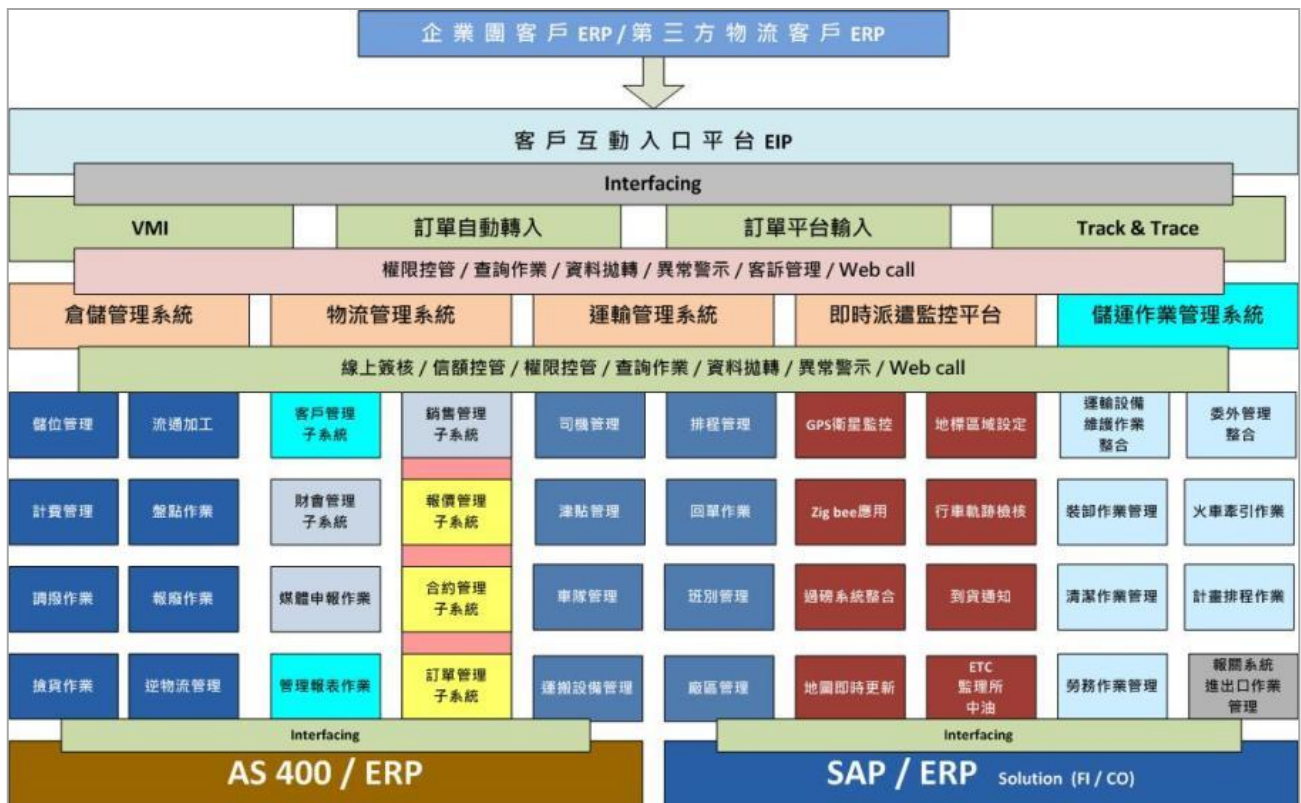 企業團客戶 ERP / 第三方物流客戶 ERP
客戶互動入口平台 EIP
Interfacing
VMI
訂單自動轉入
訂單平台輸入
Track & Trace
權限控管 / 查詢作業 / 資料拋轉 / 異常警示 / 客訴管理 / Web call
倉儲管理系統
物流管理系統
運輸管理系統
即時派遣監控平台
儲運作業管理系統
線上簽核 / 信額控管 / 權限控管 / 查詢作業 / 資料拋轉 / 異常警示 / Web call
儲位管理
流通加工
客戶管理
子系統
銷售管理
子系統
司機管理
排程管理
GPS衛星監控
地標區域設定
運輸設備
維護作業
整合
委外管理
整合
計費管理
盤點作業
財會管理
子系統
報價管理
子系統
津貼管理
回單作業
Zig bee應用
行車軌跡檢核
裝卸作業管理
火車牽引作業
調撥作業
報廢作業
媒體申報作業
合約管理
子系統
車隊管理
班別管理
過磅系統整合
到貨通知
清潔作業管理
計畫排程作業
撿貨作業
逆物流管理
管理報表作業
訂單管理
子系統
運搬設備管理
廠區管理
地圖即時更新
ETC
監理所
中油
勞務作業管理
報關系統
進出口作業
管理
Interfacing
Interfacing
AS 400 / ERP
SAP / ERP Solution (FI / CO)